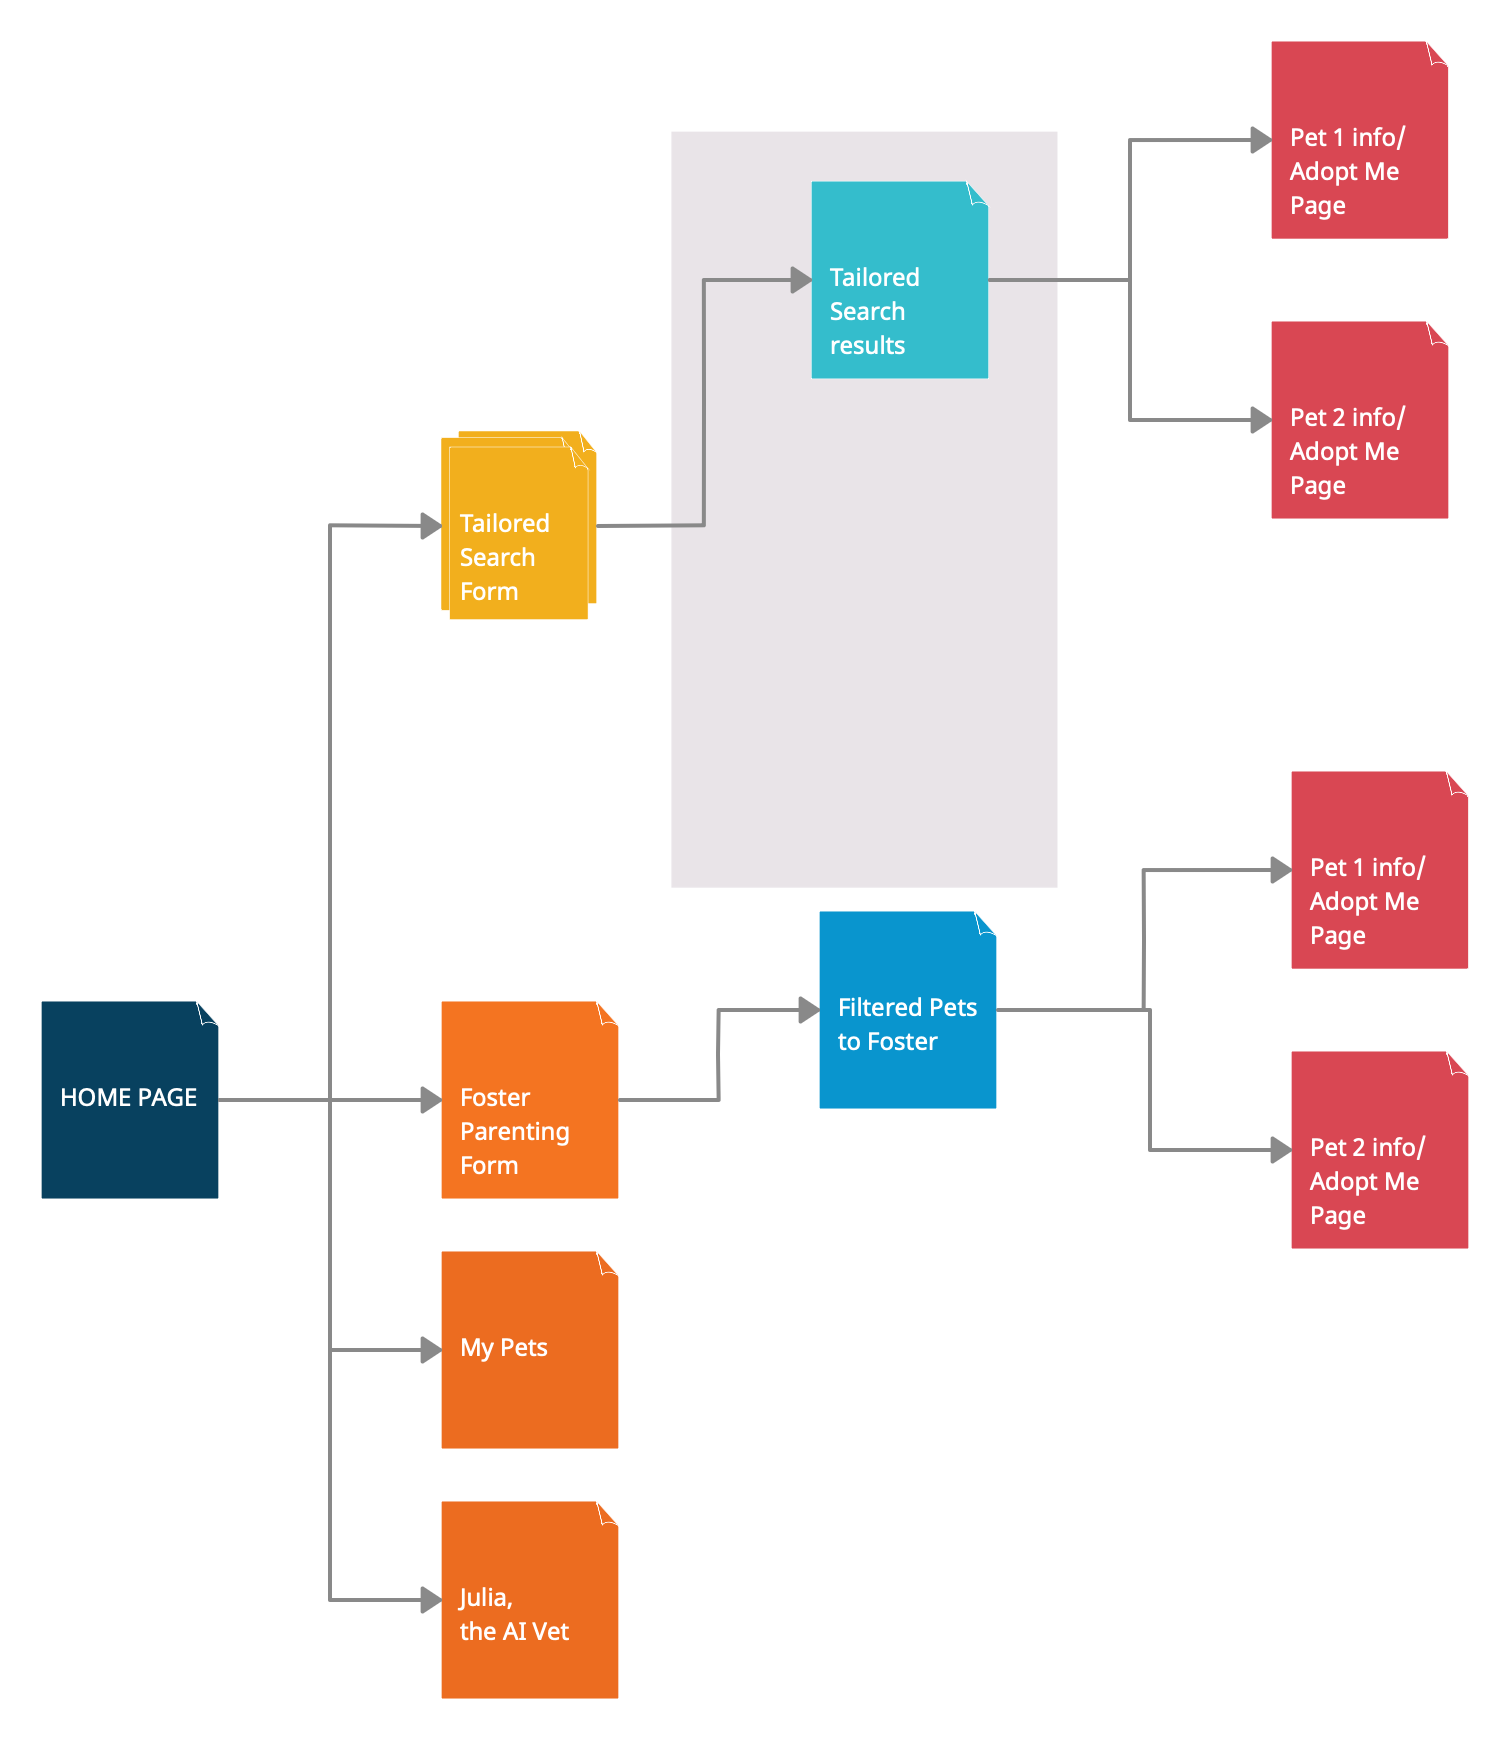 Pet 1 info/
Adopt Me
Page
Tailored
Search
results
Pet 2 info/
Adopt Me
Page
Tailored
Search
Form
Pet 1 info/
Adopt Me
Page
Filtered Pets
to Foster
HOME PAGE
Foster
Parenting
Form
Pet 2 info/
Adopt Me
Page
My Pets
Julia,
the AI Vet